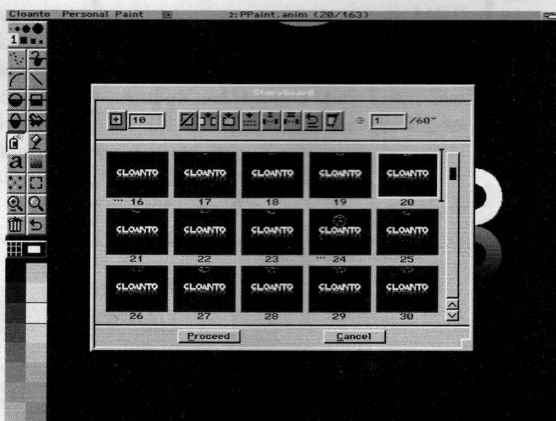 Cloanto Personal Paint 2:PPaint.anim (20/163)
1
a
Storyboard
10 1 /60"
CLOANTO CLOANTO CLOANTO CLOANTO CLOANTO
... 16 17 18 19 20
CLOANTO CLOANTO CLOANTO CLOANTO CLOANTO
21 22 23 ... 24 25
CLOANTO CLOANTO CLOANTO CLOANTO CLOANTO
26 27 28 29 30
Proceed Cancel